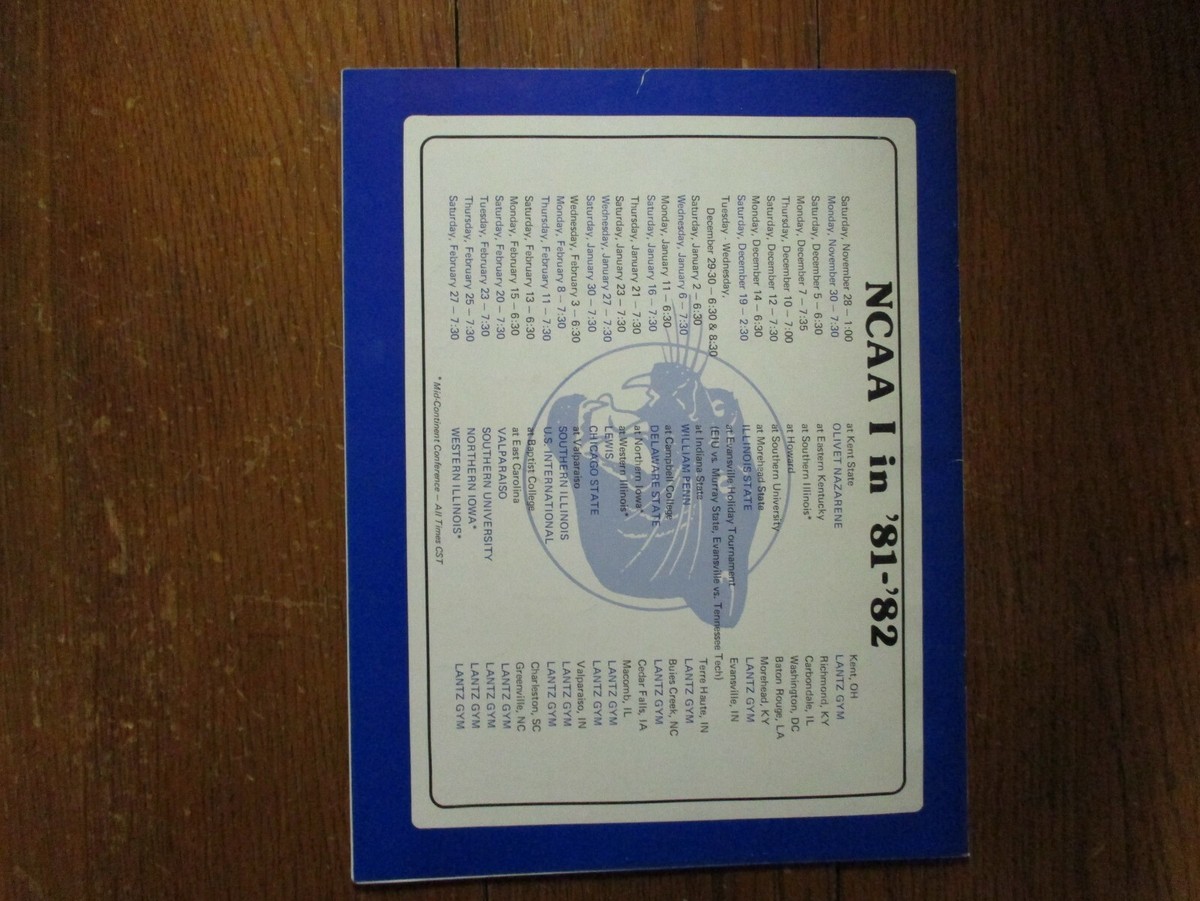 NCAA I in '81-'82
Saturday, November 28 — 1:00 at Kent State Kent, OH
Monday, November 30 — 7:30 OLIVET NAZARENE LANTZ GYM
Saturday, December 5 — 6:30 at Eastern Kentucky Richmond, KY
Monday, December 7 — 7:35 at Southern Illinois* Carbondale, IL
Thursday, December 10 — 7:00 at Howard Washington, DC
Saturday, December 12 — 7:30 at Southern University Baton Rouge, LA
Monday, December 14 — 6:30 at Morehead State Morehead, KY
Saturday, December 19 — 2:30 ILLINOIS STATE LANTZ GYM
Tuesday - Wednesday, at Evansville Holiday Tournament Evansville, IN
December 29-30 — 6:30 & 8:30 (EIU vs. Murray State, Evansville vs. Tennessee Tech)
Saturday, January 2 — 6:30 at Indiana State Terre Haute, IN
Wednesday, January 6 — 7:30 WILLIAM PENN LANTZ GYM
Monday, January 11 — 6:30 at Campbell College Buies Creek, NC
Saturday, January 16 — 7:30 DELAWARE STATE LANTZ GYM
Thursday, January 21 — 7:30 at Northern Iowa* Cedar Falls, IA
Saturday, January 23 — 7:30 at Western Illinois* Macomb, IL
Wednesday, January 27 — 7:30 LEWIS LANTZ GYM
Saturday, January 30 — 7:30 CHICAGO STATE LANTZ GYM
Wednesday, February 3 — 6:30 at Valparaiso Valparaiso, IN
Monday, February 8 — 7:30 SOUTHERN ILLINOIS LANTZ GYM
Thursday, February 11 — 7:30 U.S. INTERNATIONAL LANTZ GYM
Saturday, February 13 — 6:30 at Baptist College Charleston, SC
Monday, February 15 — 6:30 at East Carolina Greenville, NC
Saturday, February 20 — 7:30 VALPARAISO LANTZ GYM
Tuesday, February 23 — 7:30 SOUTHERN UNIVERSITY LANTZ GYM
Thursday, February 25 — 7:30 NORTHERN IOWA* LANTZ GYM
Saturday, February 27 — 7:30 WESTERN ILLINOIS* LANTZ GYM
* Mid-Continent Conference — All Times CST